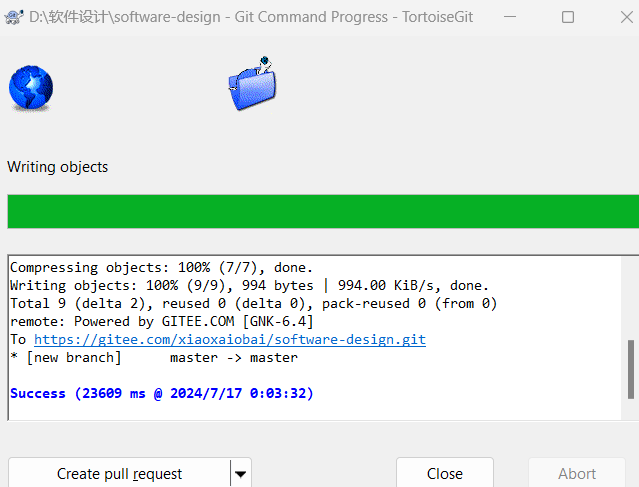 D:\软件设计\software-design - Git Command Progress - TortoiseGit
Writing objects
Compressing objects: 100% (7/7), done.
Writing objects: 100% (9/9), 994 bytes | 994.00 KiB/s, done.
Total 9 (delta 2), reused 0 (delta 0), pack-reused 0 (from 0)
remote: Powered by GITEE.COM [GNK-6.4]
To https://gitee.com/xiaoxaiobai/software-design.git
* [new branch]      master -> master
Success (23609 ms @ 2024/7/17 0:03:32)
Create pull request
Close
Abort